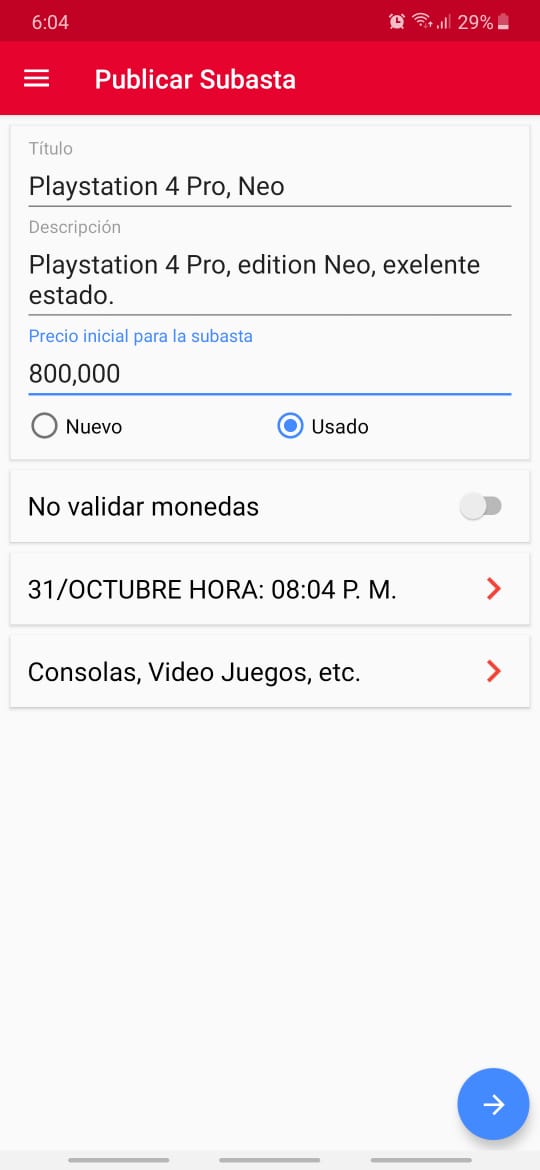 6:04
29%
Publicar Subasta
Título
Playstation 4 Pro, Neo
Descripción
Playstation 4 Pro, edition Neo, exelente
estado.
Precio inicial para la subasta
800,000
Nuevo
Usado
No validar monedas
31/OCTUBRE HORA: 08:04 P. M.
Consolas, Video Juegos, etc.